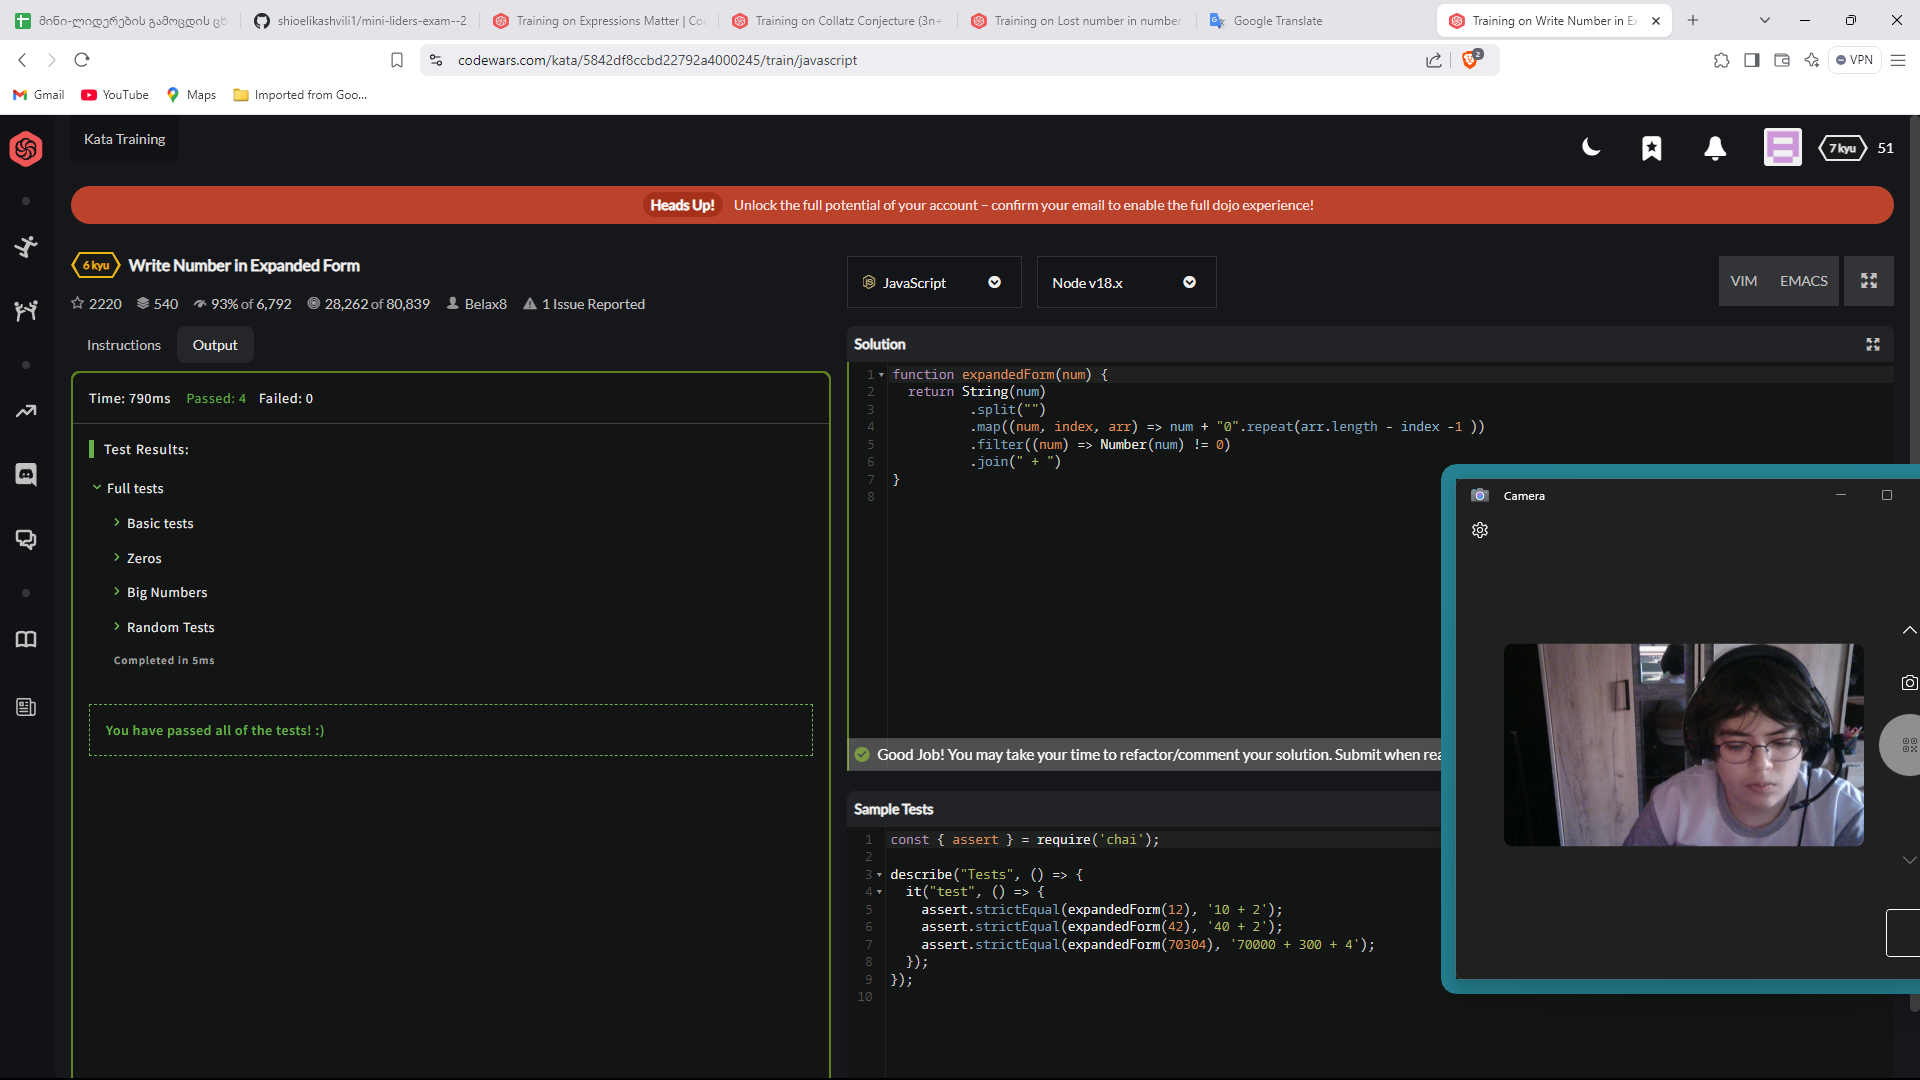 მინი-ლიდერების გამოცდის ცხ
shioelikashvili1/mini-liders-exam--2
Training on Expressions Matter | Co
Training on Collatz Conjecture (3n+
Training on Lost number in number
Google Translate
Training on Write Number in Ex
codewars.com/kata/5842df8ccbd22792a4000245/train/javascript
2
VPN
Gmail
YouTube
Maps
Imported from Goo...
Kata Training
7 kyu
51
Heads Up!
Unlock the full potential of your account – confirm your email to enable the full dojo experience!
6 kyu
Write Number in Expanded Form
2220
540
93% of 6,792
28,262 of 80,839
Belax8
1 Issue Reported
JavaScript
Node v18.x
VIM
EMACS
Instructions
Output
Time: 790ms
Passed: 4
Failed: 0
Test Results:
Full tests
Basic tests
Zeros
Big Numbers
Random Tests
Completed in 5ms
You have passed all of the tests! :)
Solution
1 function expandedForm(num) {
2 return String(num)
3 .split("")
4 .map((num, index, arr) => num + "0".repeat(arr.length - index -1 ))
5 .filter((num) => Number(num) != 0)
6 .join(" + ")
7 }
8
Good Job! You may take your time to refactor/comment your solution. Submit when rea
Sample Tests
1 const { assert } = require('chai');
2
3 describe("Tests", () => {
4 it("test", () => {
5 assert.strictEqual(expandedForm(12), '10 + 2');
6 assert.strictEqual(expandedForm(42), '40 + 2');
7 assert.strictEqual(expandedForm(70304), '70000 + 300 + 4');
8 });
9 });
10
Camera